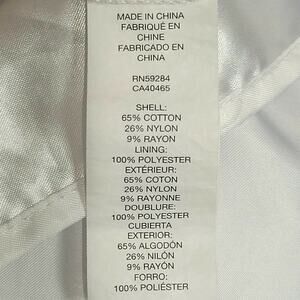 MADE IN CHINA
FABRIQUÉ EN
CHINE
FABRICADO EN
CHINA
RN59284
CA40465
SHELL:
65% COTTON
26% NYLON
9% RAYON
LINING:
100% POLYESTER
EXTÉRIEUR:
65% COTON
26% NYLON
9% RAYONNE
DOUBLURE:
100% POLYESTER
CUBIERTA
EXTERIOR:
65% ALGODÓN
26% NILÓN
9% RAYÓN
FORRO:
100% POLIÉSTER